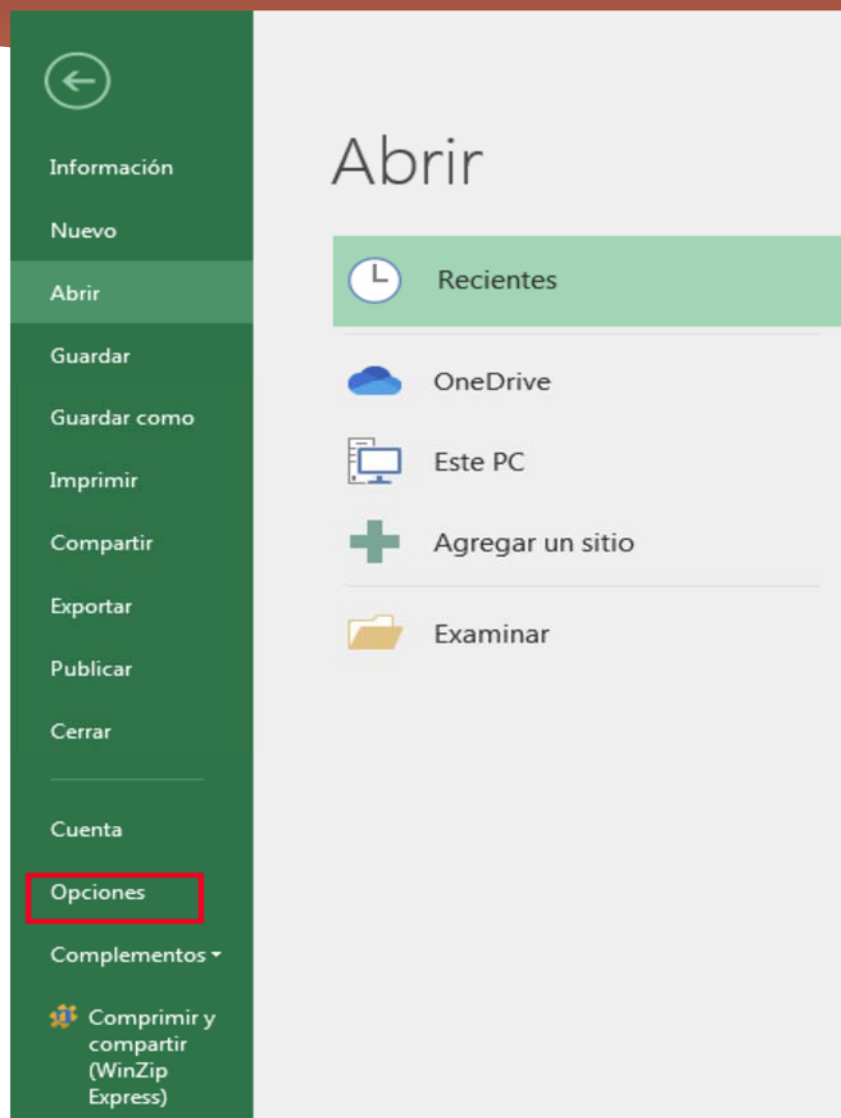 Información
Nuevo
Abrir
Guardar
Guardar como
Imprimir
Compartir
Exportar
Publicar
Cerrar
Cuenta
Opciones
Complementos
Comprimir y
compartir
(WinZip
Express)
Abrir
Recientes
OneDrive
Este PC
Agregar un sitio
Examinar